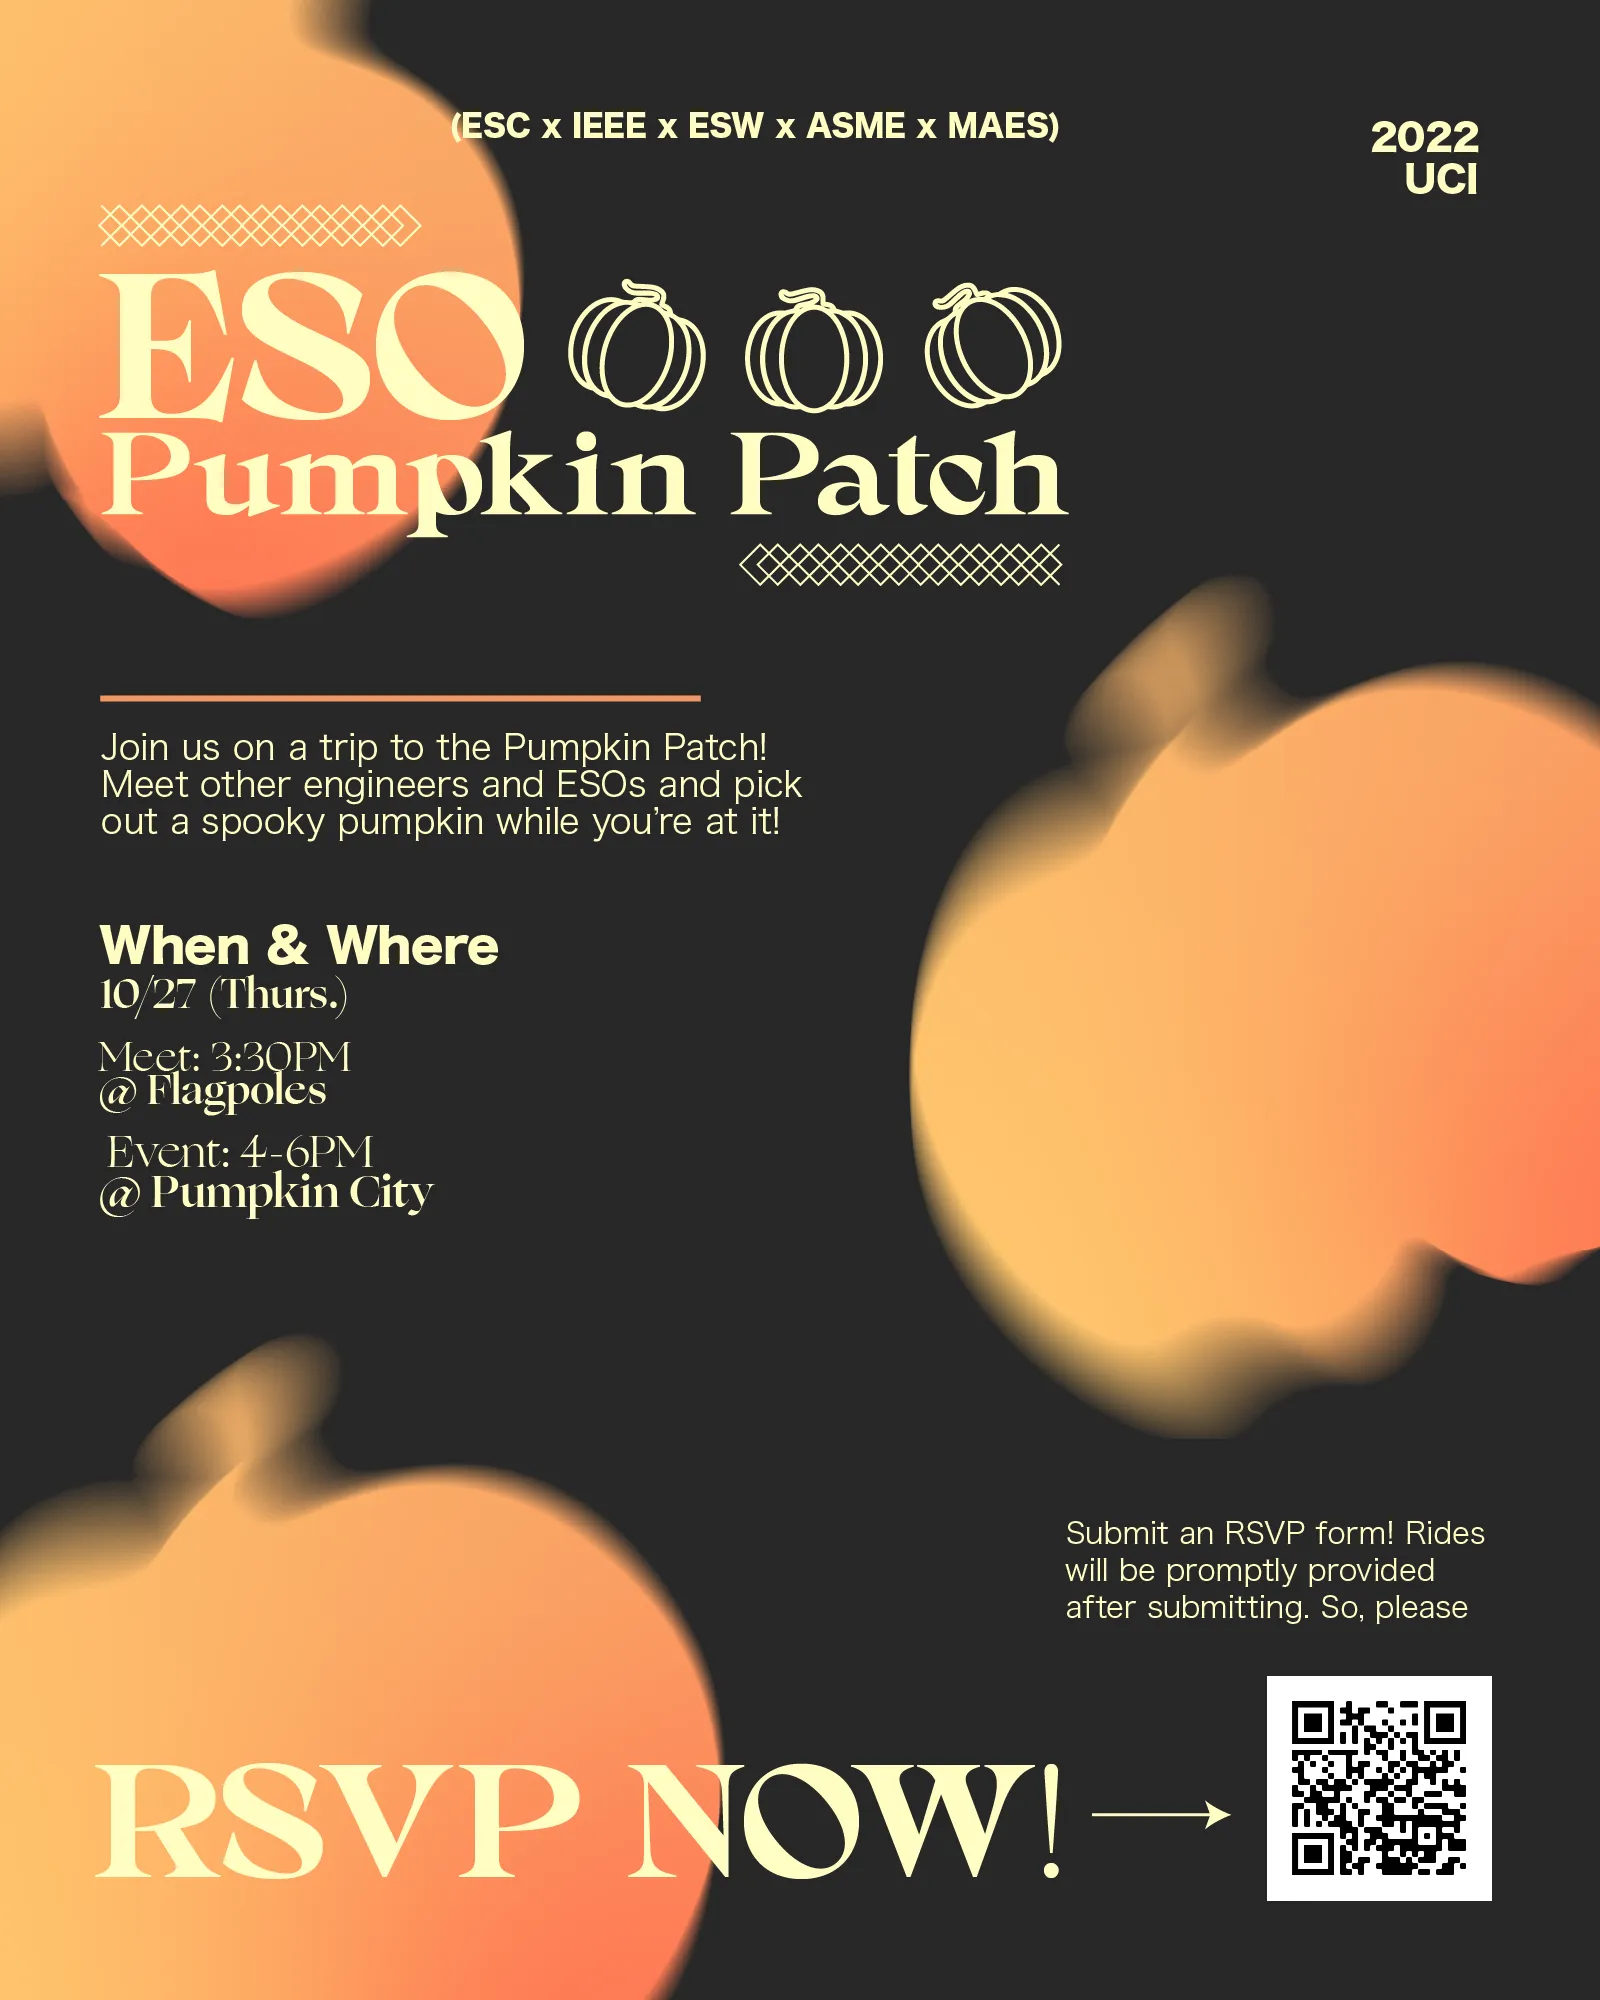 (ESC x IEEE x ESW x ASME x MAES)
2022
UCI
ESO
Pumpkin Patch
Join us on a trip to the Pumpkin Patch!
Meet other engineers and ESOs and pick
out a spooky pumpkin while you’re at it!
When & Where
10/27 (Thurs.)
Meet: 3:30PM
@ Flagpoles
Event: 4-6PM
@ Pumpkin City
Submit an RSVP form! Rides
will be promptly provided
after submitting. So, please
RSVP NOW!